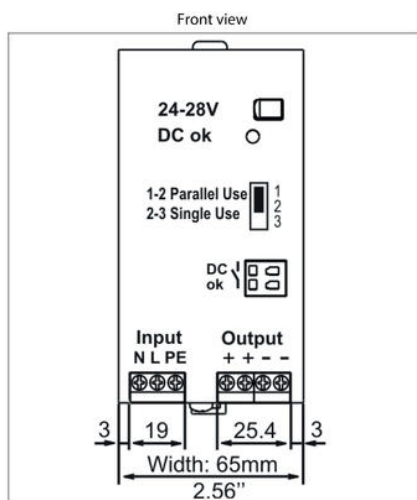 Front view
24-28V
DC ok
1-2 Parallel Use
2-3 Single Use
1
2
3
DC
ok
Input
Output
N L PE
+ + - -
3
19
25.4
3
Width: 65mm
2.56"